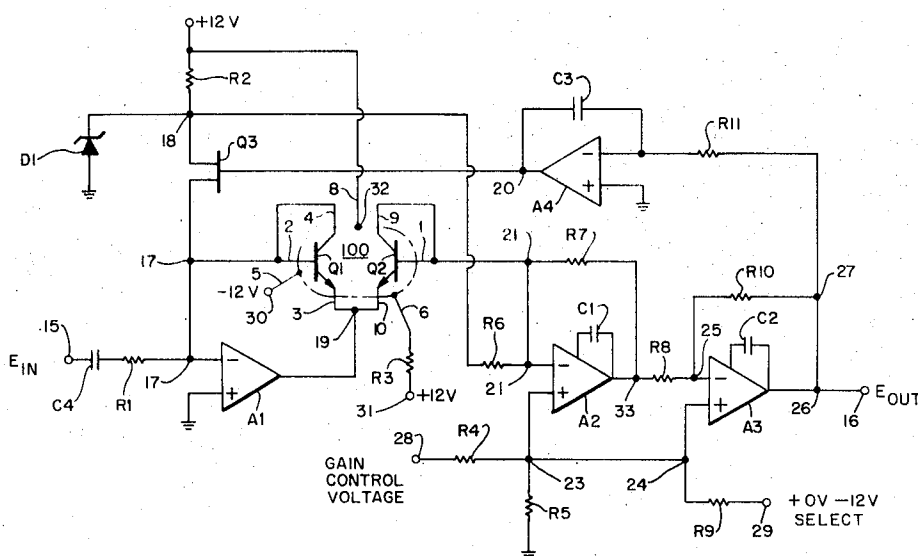 +12V
R2
18
D1
Q3
8
32
4
9
100
2
Q1
Q2
1
5
-12V
30
3
19
10
6
R3
+12V
31
17
15
E IN
C4
R1
17
A1
C3
R11
20
A4
21
R7
R6
21
C1
A2
33
R8
25
R10
27
C2
A3
26
E OUT
16
28
R4
GAIN
CONTROL
VOLTAGE
23
R5
24
R9
29
+0V -12V
SELECT